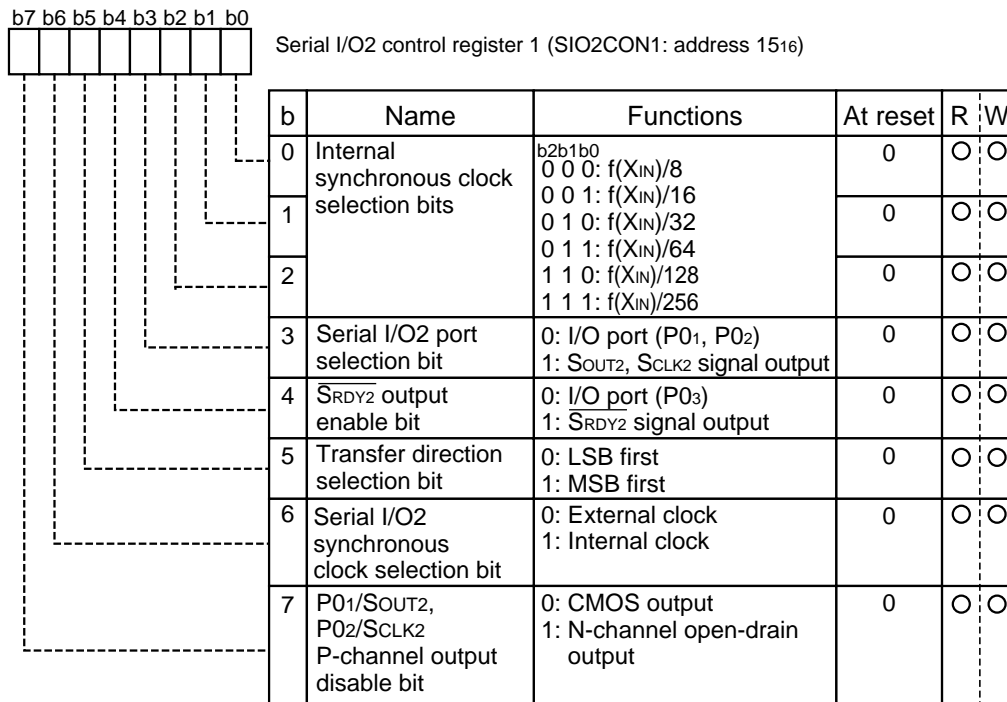 b7 b6 b5 b4 b3 b2 b1 b0
Serial I/O2 control register 1 (SIO2CON1: address 1516)
b Name Functions At reset R W
0 Internal synchronous clock selection bits
b2b1b0
0 0 0: f(XIN)/8
0 0 1: f(XIN)/16
0 1 0: f(XIN)/32
0 1 1: f(XIN)/64
1 1 0: f(XIN)/128
1 1 1: f(XIN)/256
0 O O
1 0 O O
2 0 O O
3 Serial I/O2 port selection bit
0: I/O port (P01, P02)
1: SOUT2, SCLK2 signal output
0 O O
4 S̅R̅D̅Y̅2̅ output enable bit
0: I/O port (P03)
1: S̅R̅D̅Y̅2̅ signal output
0 O O
5 Transfer direction selection bit
0: LSB first
1: MSB first
0 O O
6 Serial I/O2 synchronous clock selection bit
0: External clock
1: Internal clock
0 O O
7 P01/SOUT2, P02/SCLK2 P-channel output disable bit
0: CMOS output
1: N-channel open-drain output
0 O O